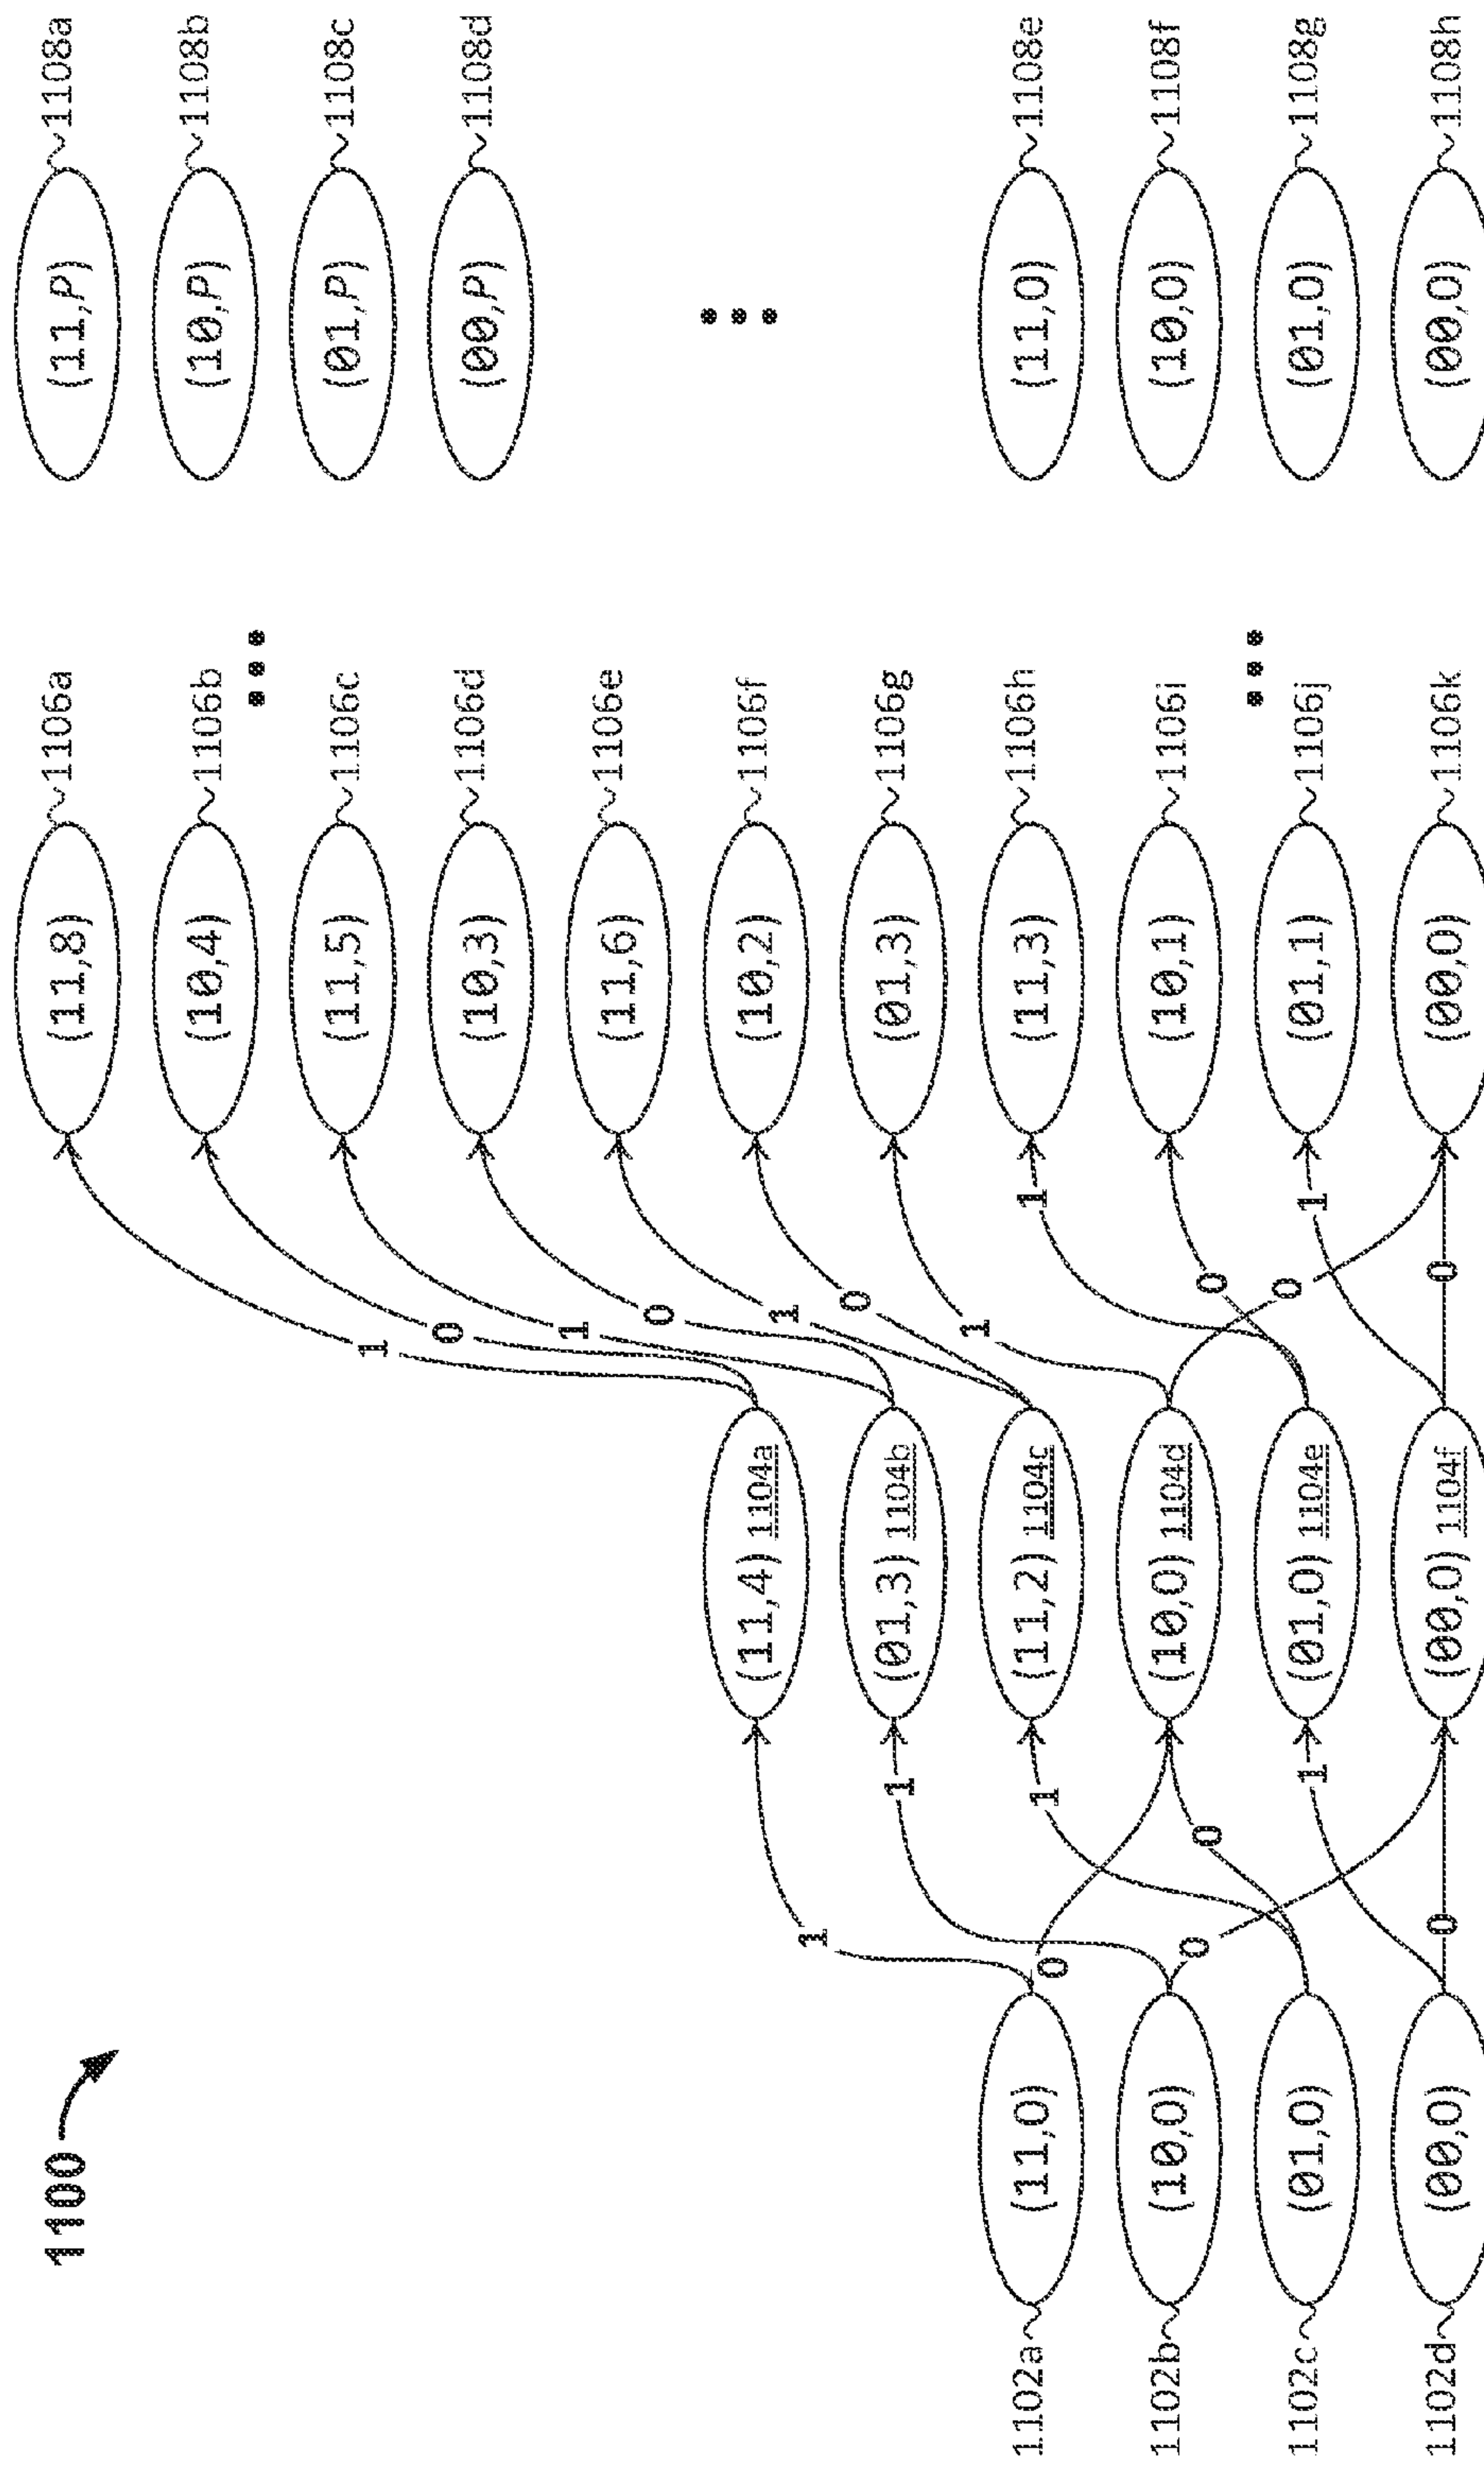 1100
1102a (11,0)
1102b (10,0)
1102c (01,0)
1102d (00,0)
1
1
1
0
0
0
1
0
(11,4) 1104a
(01,3) 1104b
(11,2) 1104c
(10,0) 1104d
(01,0) 1104e
(00,0) 1104f
1
0
1
0
1
0
1
1
0
0
1
0
(11,8) 1106a
(10,4) 1106b
(11,5) 1106c
(10,3) 1106d
(11,6) 1106e
(10,2) 1106f
(01,3) 1106g
(11,3) 1106h
(10,1) 1106i
(01,1) 1106j
(00,0) 1106k
(11,P) 1108a
(10,P) 1108b
(01,P) 1108c
(00,P) 1108d
(11,0) 1108e
(10,0) 1108f
(01,0) 1108g
(00,0) 1108h